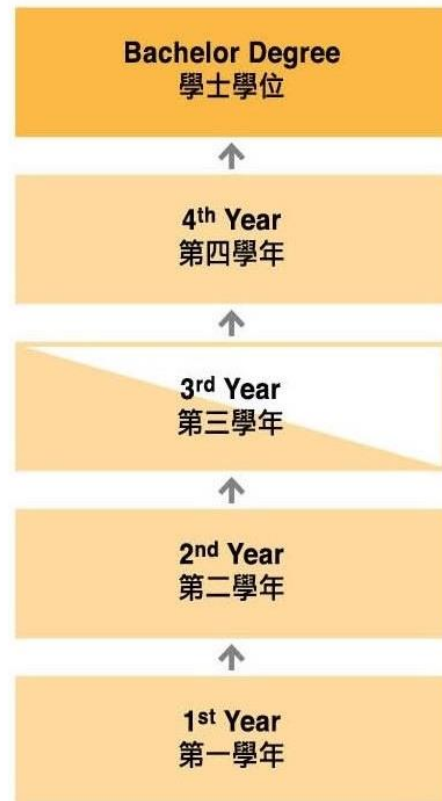 Bachelor Degree
學士學位
4th Year
第四學年
3rd Year
第三學年
2nd Year
第二學年
1st Year
第一學年